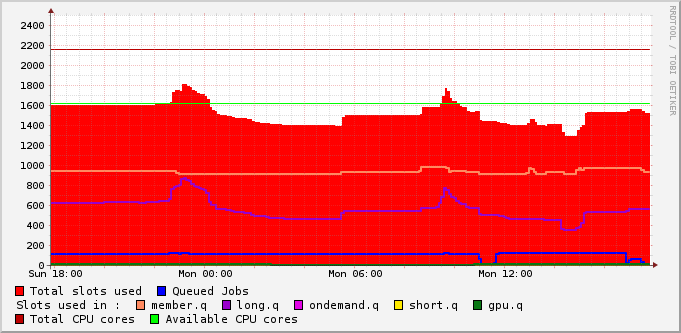 2400
2200
2000
1800
1600
1400
1200
1000
800
600
400
200
0
Sun 18:00 Mon 00:00 Mon 06:00 Mon 12:00
RRDTOOL / TOBI OETIKER
Total slots used Queued Jobs
Slots used in : member.q long.q ondemand.q short.q gpu.q
Total CPU cores Available CPU cores